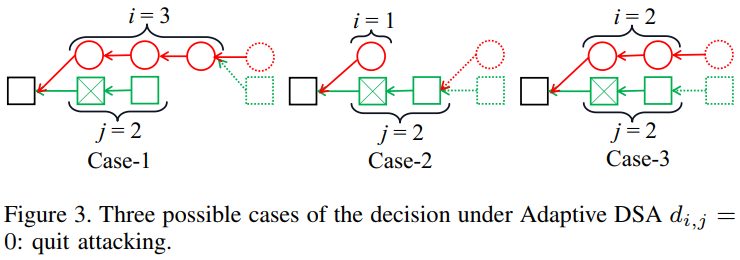 i = 3
i = 1
i = 2
j = 2
j = 2
j = 2
Case-1
Case-2
Case-3
Figure 3. Three possible cases of the decision under Adaptive DSA d_{i,j} =
0: quit attacking.